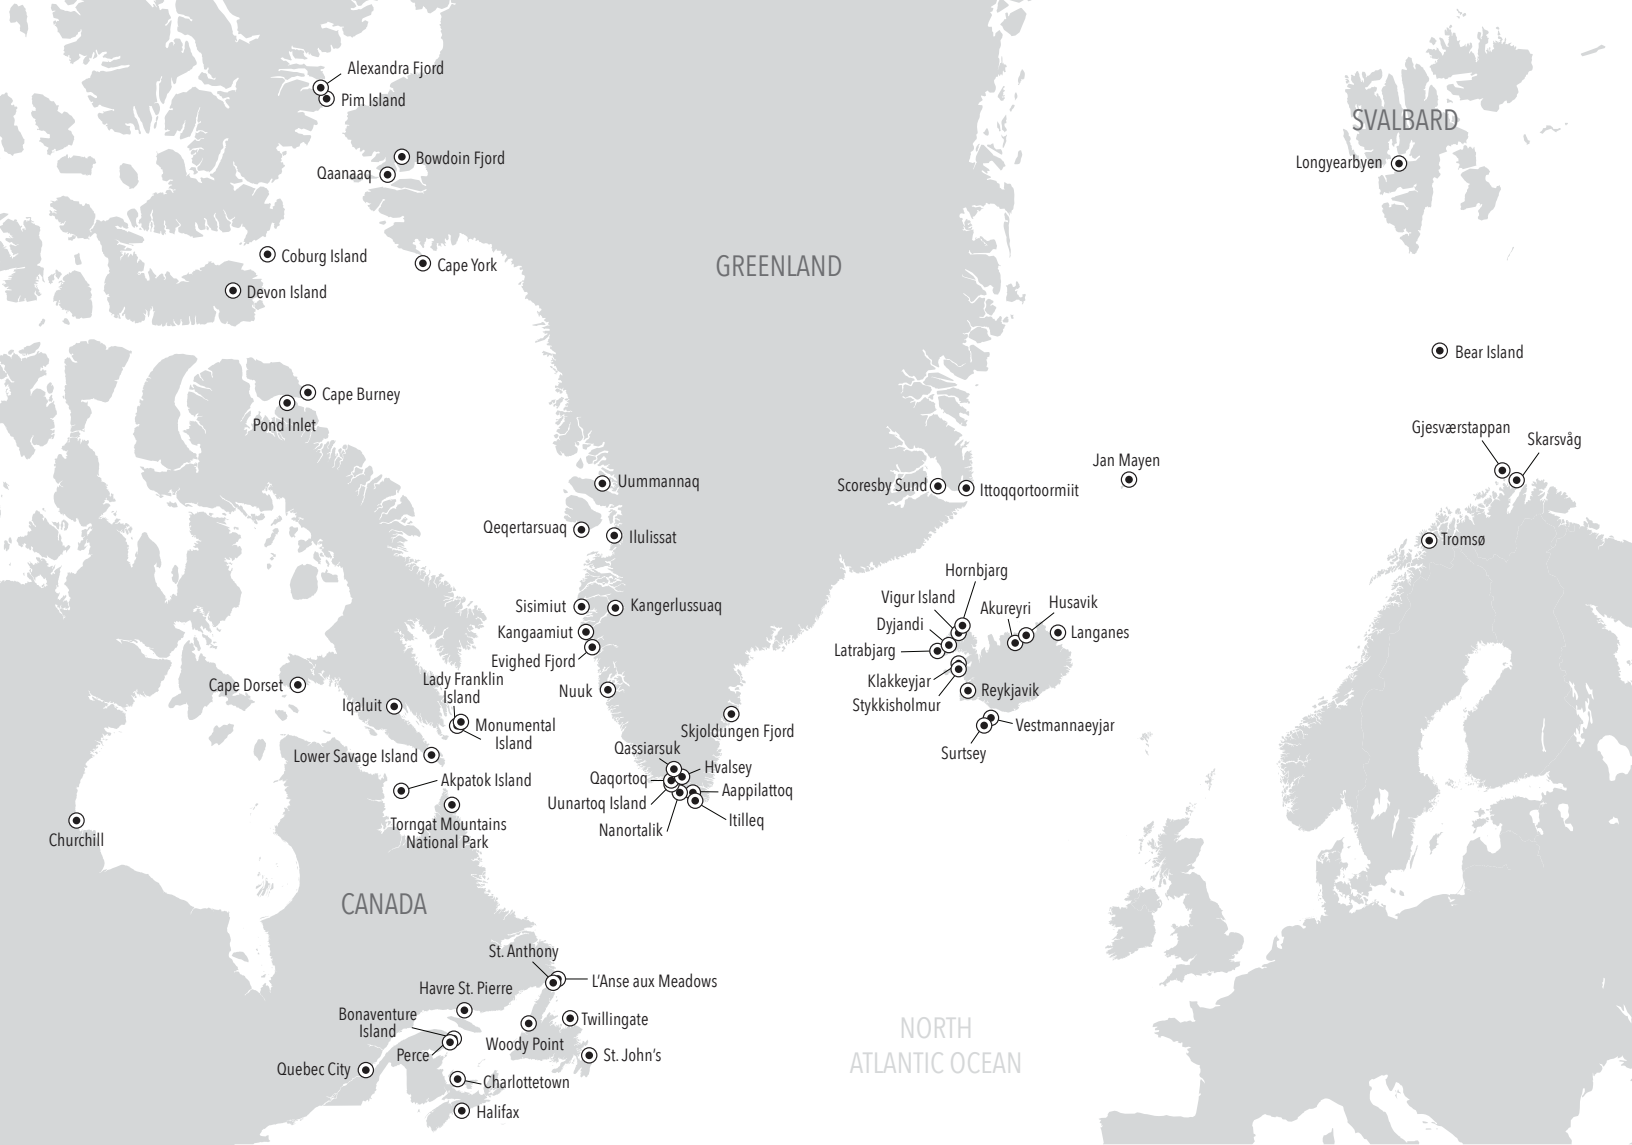 Alexandra Fjord
Pim Island
SVALBARD
Bowdoin Fjord
Longyearbyen
Qaanaaq
Coburg Island
Cape York
GREENLAND
Devon Island
Bear Island
Cape Burney
Pond Inlet
Gjesværstappan
Skarsvåg
Jan Mayen
Uummannaq
Scoresby Sund
Ittoqqortoormiit
Qeqertarsuaq
Ilulissat
Tromsø
Hornbjarg
Vigur Island
Husavik
Akureyri
Sisimiut
Kangerlussuaq
Dyjandi
Kangaamiut
Langanes
Latrabjarg
Evighed Fjord
Lady Franklin
Island
Klakkeyjar
Cape Dorset
Nuuk
Reykjavik
Iqaluit
Stykkisholmur
Monumental
Island
Skjoldungen Fjord
Vestmannaeyjar
Qassiarsuk
Surtsey
Lower Savage Island
Hvalsey
Akpatok Island
Qaqortoq
Aappilattoq
Uunartoq Island
Itilleq
Torngat Mountains
National Park
Nanortalik
Churchill
CANADA
St. Anthony
L'Anse aux Meadows
Havre St. Pierre
Bonaventure
Island
Twillingate
NORTH
ATLANTIC OCEAN
Woody Point
Perce
St. John's
Quebec City
Charlottetown
Halifax